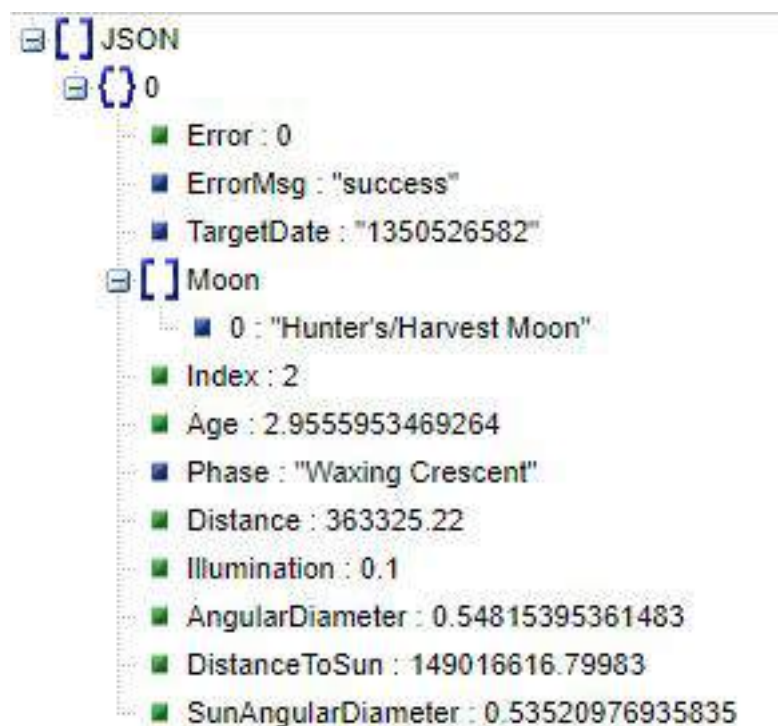 [ ] JSON
{ } 0
Error : 0
ErrorMsg : "success"
TargetDate : "1350526582"
[ ] Moon
0 : "Hunter's/Harvest Moon"
Index : 2
Age : 2.9555953469264
Phase : "Waxing Crescent"
Distance : 363325.22
Illumination : 0.1
AngularDiameter : 0.54815395361483
DistanceToSun : 149016616.79983
SunAngularDiameter : 0.53520976935835